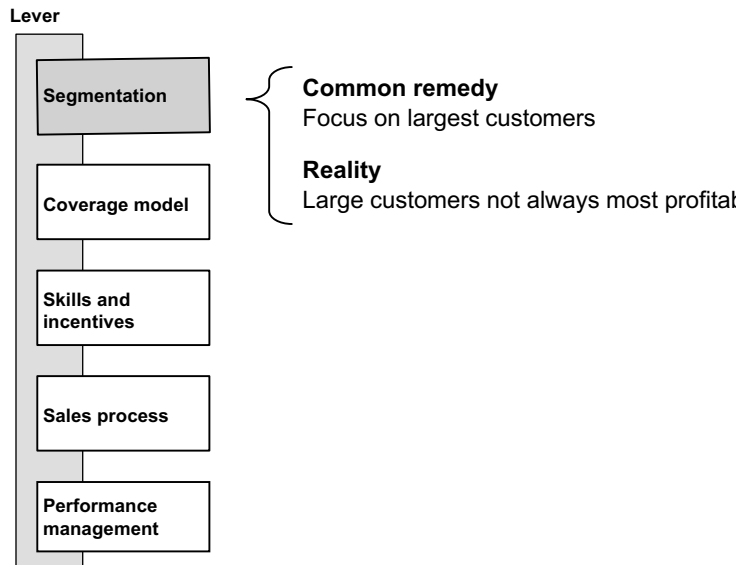 Lever
Segmentation
Common remedy
Focus on largest customers
Reality
Large customers not always most
Coverage model
Skills and
incentives
Sales process
Performance
management